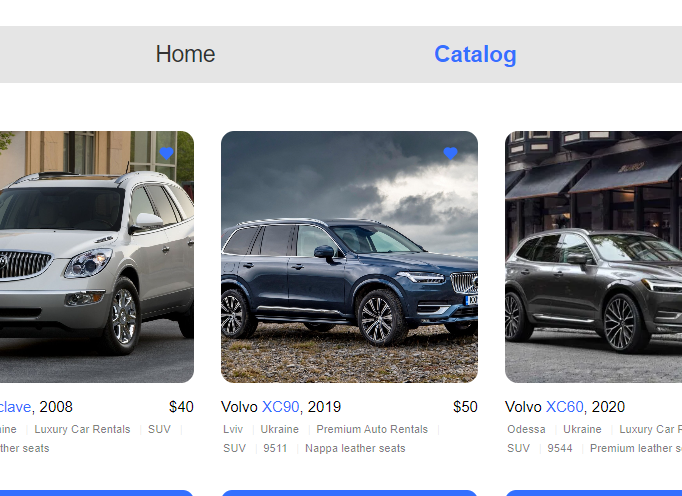 Home Catalog
clave, 2008 $40
Volvo XC90, 2019 $50
Volvo XC60, 2020
aine Luxury Car Rentals SUV
ther seats
Lviv Ukraine Premium Auto Rentals
SUV 9511 Nappa leather seats
Odessa Ukraine Luxury Car
SUV 9544 Premium leather